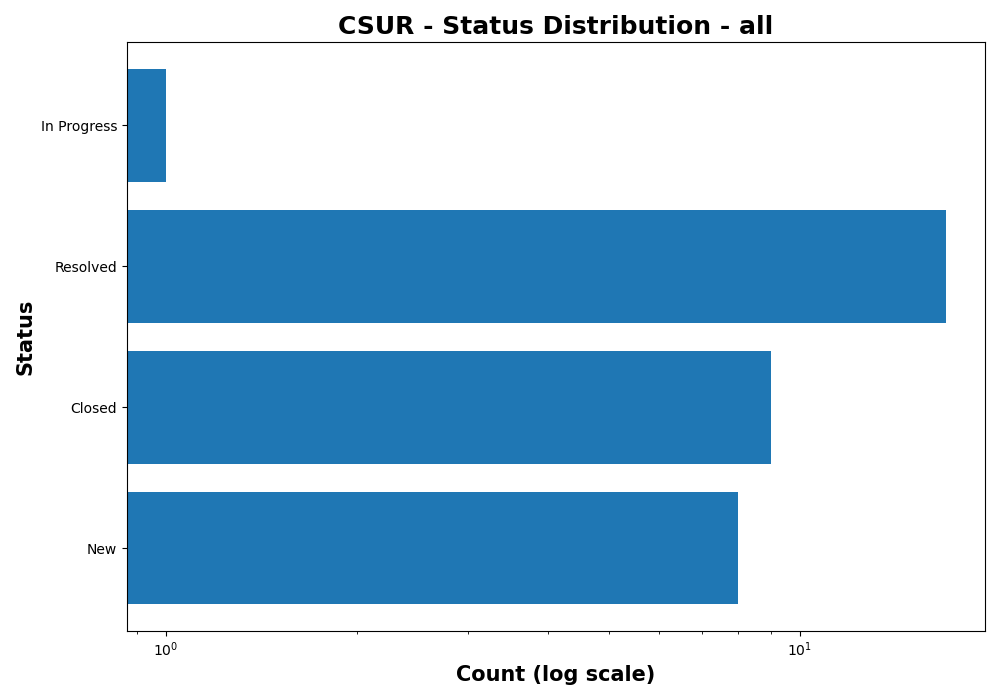 CSUR - Status Distribution - all
In Progress
Resolved
Closed
New
Status
10⁰
10¹
Count (log scale)